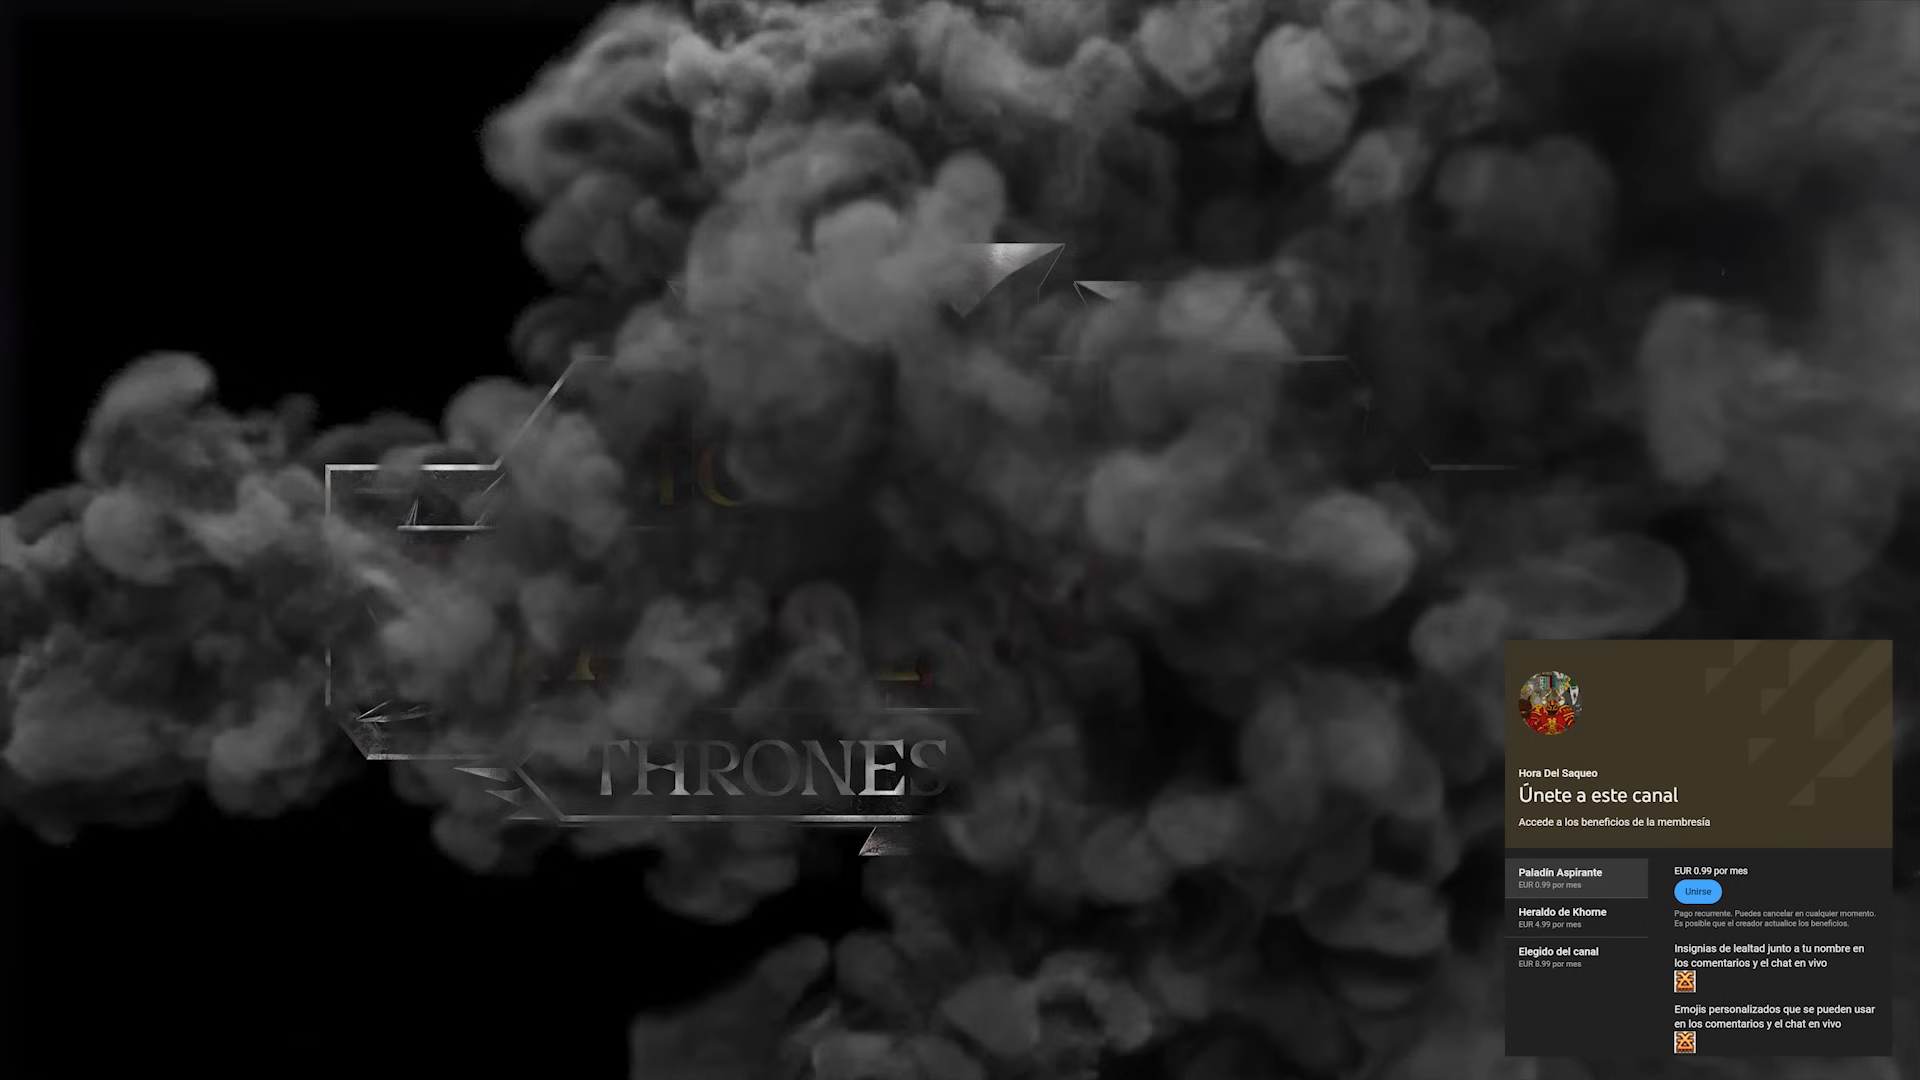 THRONES
Hora Del Saqueo
Únete a este canal
Accede a los beneficios de la membresía
Paladín Aspirante
EUR 0.99 por mes
Heraldo de Khorne
EUR 4.99 por mes
Elegido del canal
EUR 8.99 por mes
EUR 0.99 por mes
Unirse
Pago recurrente. Puedes cancelar en cualquier momento.
Es posible que el creador actualice los beneficios.
Insignias de lealtad junto a tu nombre en
los comentarios y el chat en vivo
Emojis personalizados que se pueden usar
en los comentarios y el chat en vivo